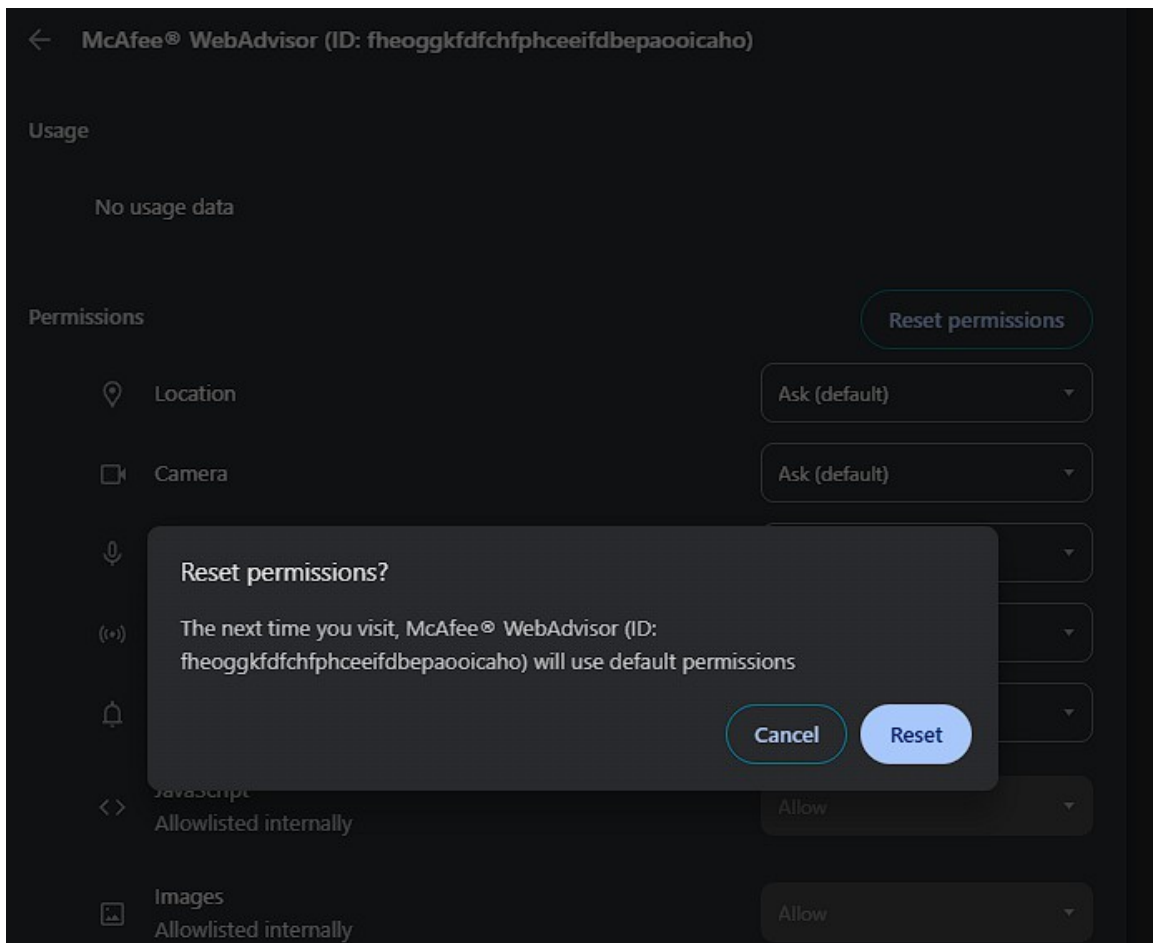 McAfee® WebAdvisor (ID: fheoggkfdfchfphceeifdbepaooicaho)
Usage
No usage data
Permissions
Reset permissions
Location
Ask (default)
Camera
Ask (default)
Reset permissions?
The next time you visit, McAfee® WebAdvisor (ID:
fheoggkfdfchfphceeifdbepaooicaho) will use default permissions
Cancel
Reset
JavaScript
Allowlisted internally
Allow
Images
Allowlisted internally
Allow